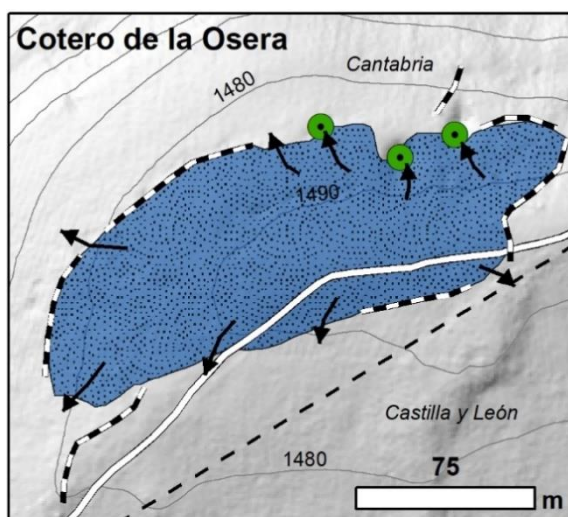 Cotero de la Osera
Cantabria
1480
1490
Castilla y León
1480
75
m